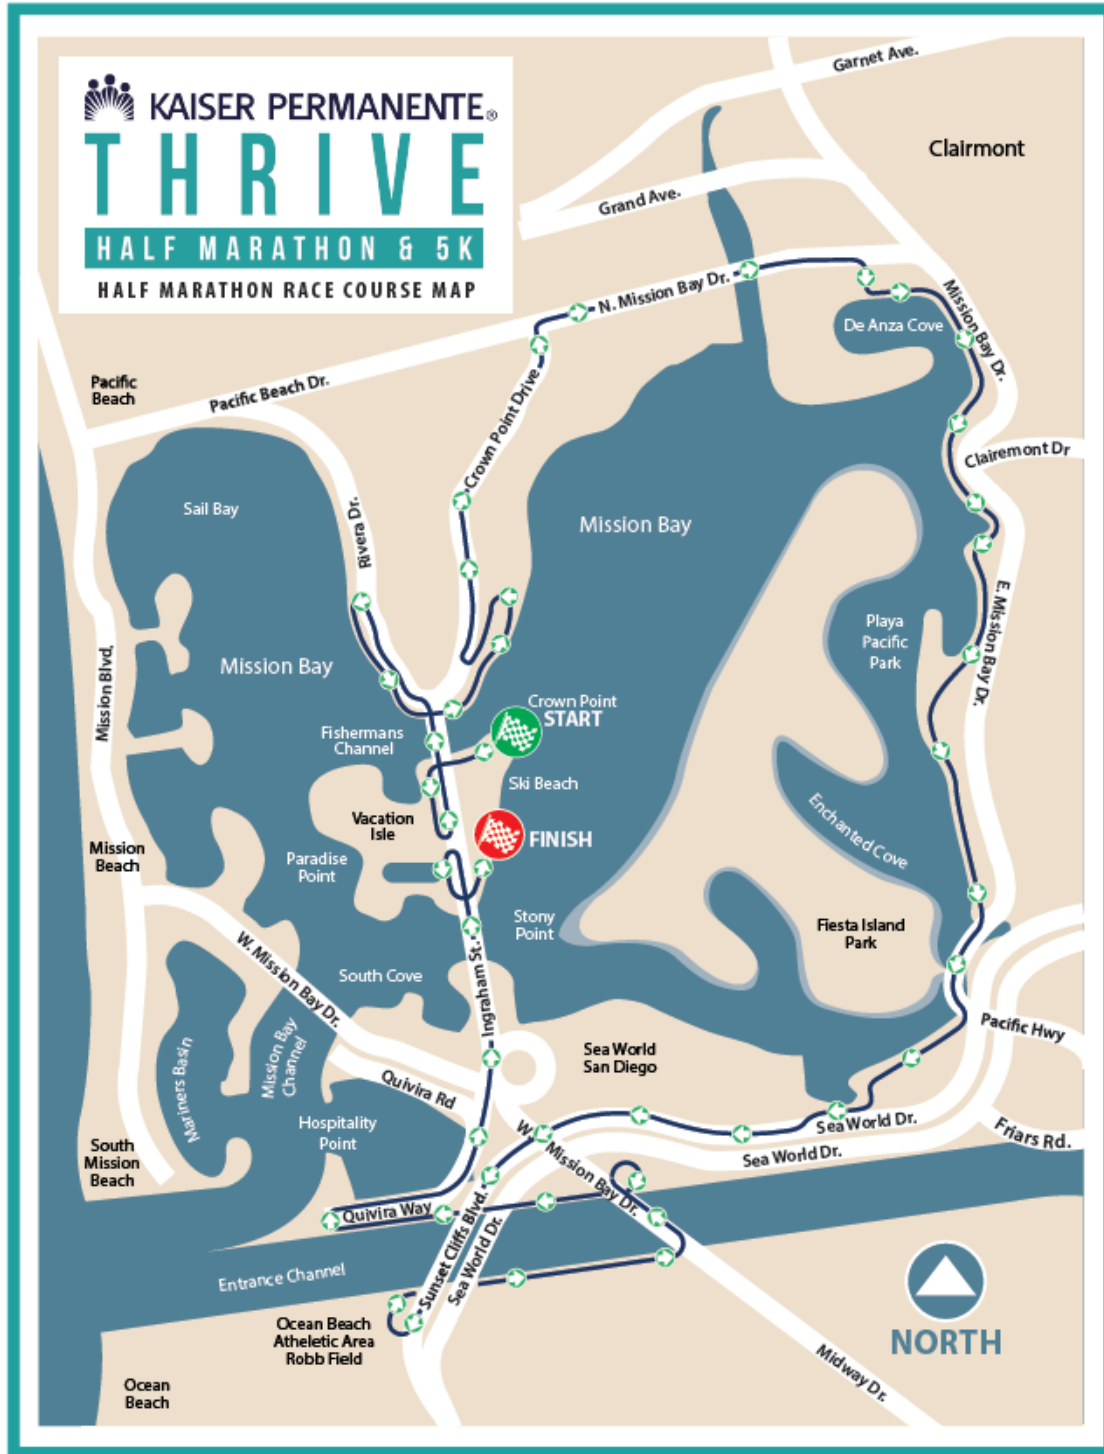 KAISER PERMANENTE®
THRIVE
HALF MARATHON & 5K
HALF MARATHON RACE COURSE MAP
Garnet Ave.
Clairmont
Grand Ave.
N. Mission Bay Dr.
Mission Bay Dr.
De Anza Cove
Pacific
Beach
Pacific Beach Dr.
Crown Point Drive
Clairemont Dr
Sail Bay
Rivera Dr.
Mission Bay
E. Mission Bay Dr.
Playa
Pacific
Park
Mission Blvd.
Mission Bay
Crown Point
START
Fishermans
Channel
Ski Beach
Vacation
Isle
FINISH
Enchanted Cove
Mission
Beach
Paradise
Point
Stony
Point
Fiesta Island
Park
W. Mission Bay Dr.
South Cove
Ingraham St.
Pacific Hwy
Sea World
San Diego
Mariners Basin
Mission Bay
Channel
Quivira Rd
Hospitality
Point
Sea World Dr.
Friars Rd.
South
Mission
Beach
W. Mission Bay Dr.
Sea World Dr.
Quivira Way
Sunset Cliffs Blvd.
Sea World Dr.
Entrance Channel
Ocean Beach
Atheletic Area
Robb Field
NORTH
Midway Dr.
Ocean
Beach